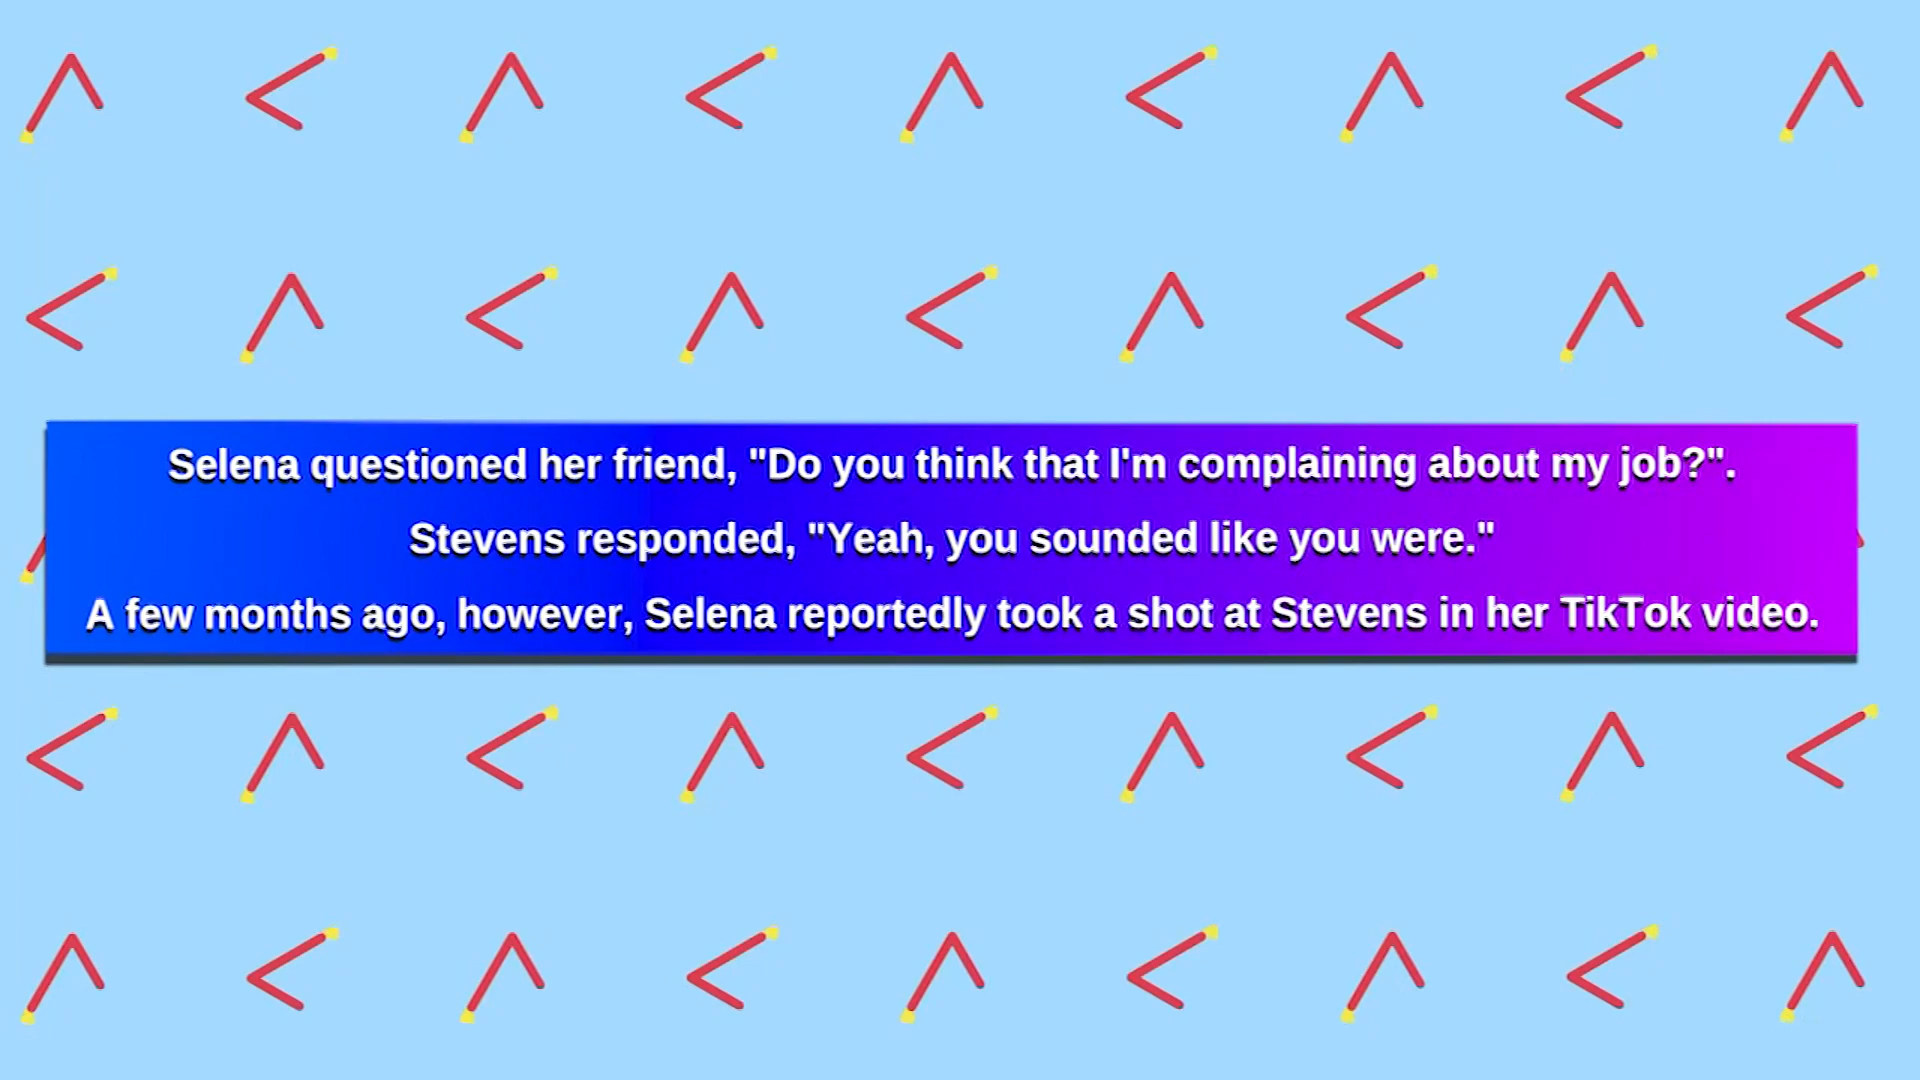 Selena questioned her friend, "Do you think that I'm complaining about my job?".
Stevens responded, "Yeah, you sounded like you were."
A few months ago, however, Selena reportedly took a shot at Stevens in her TikTok video.